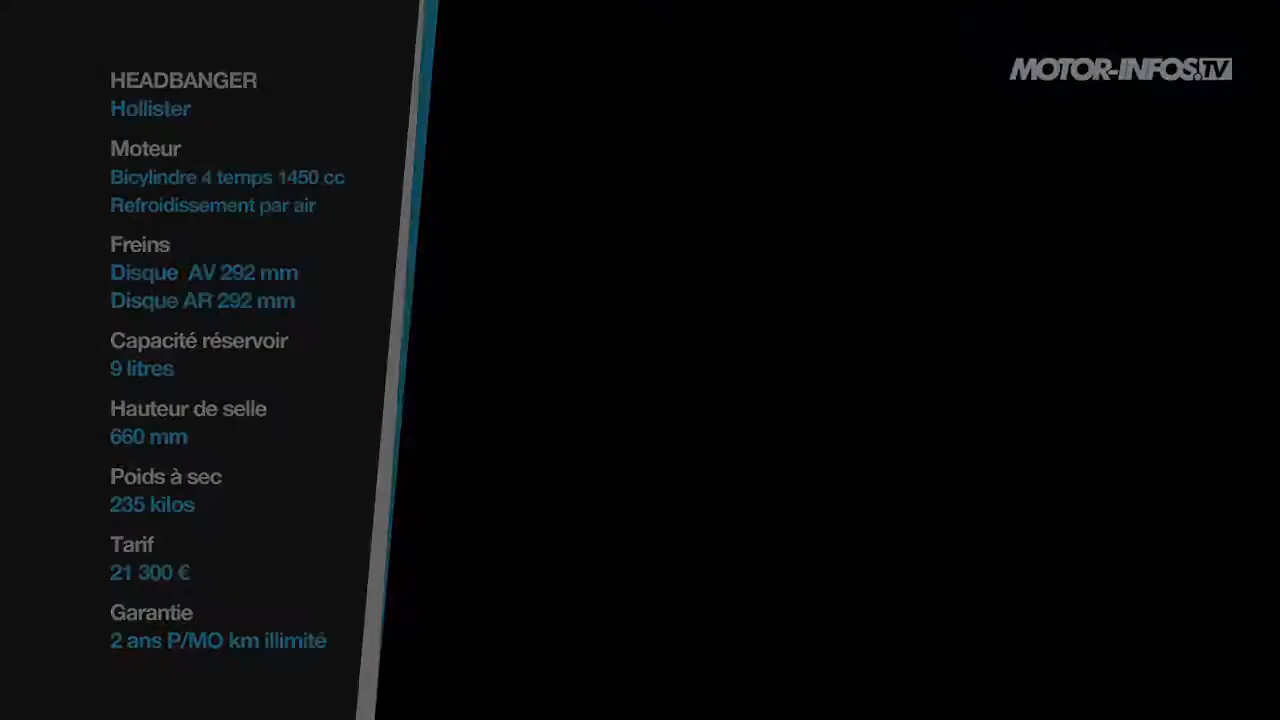 MOTOR-INFOS.TV
HEADBANGER
Hollister
Moteur
Bicylindre 4 temps 1450 cc
Refroidissement par air
Freins
Disque  AV 292 mm
Disque AR 292 mm
Capacité réservoir
9 litres
Hauteur de selle
660 mm
Poids à sec
235 kilos
Tarif
21 300 €
Garantie
2 ans P/MO km illimité